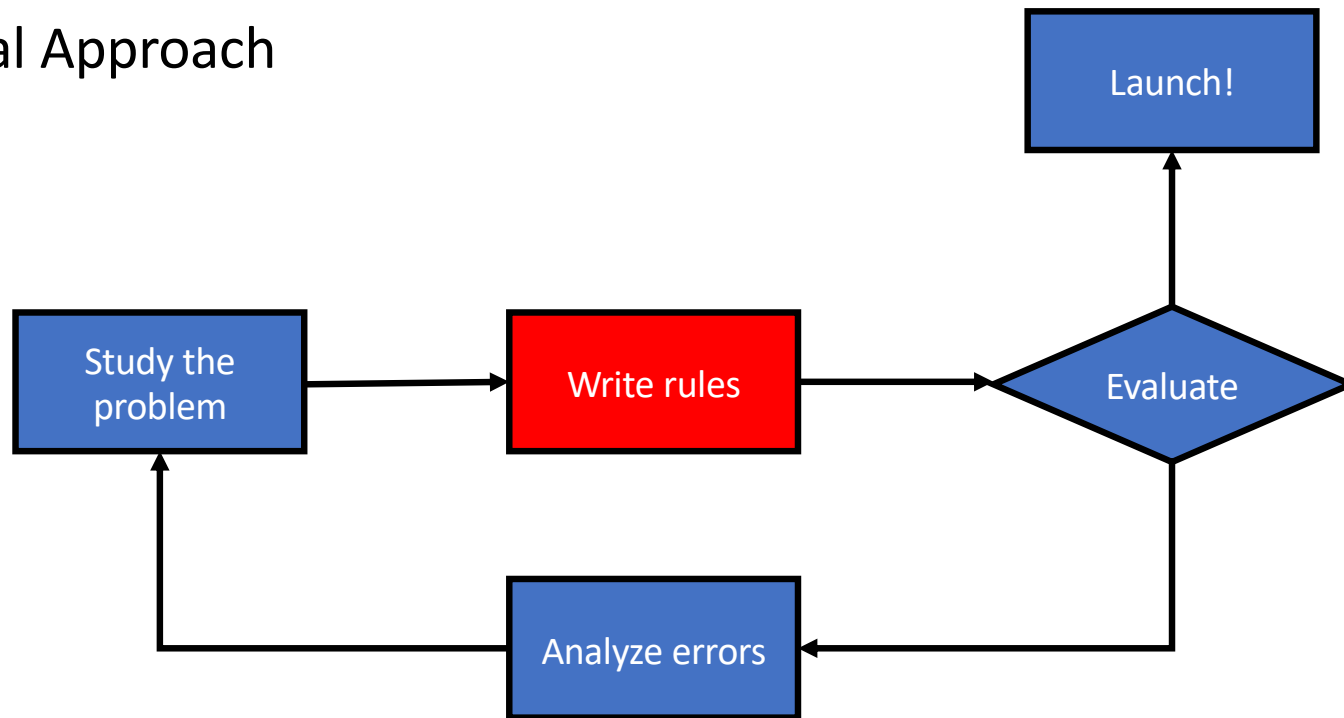 al Approach
Launch!
Study the
problem
Write rules
Evaluate
Analyze errors